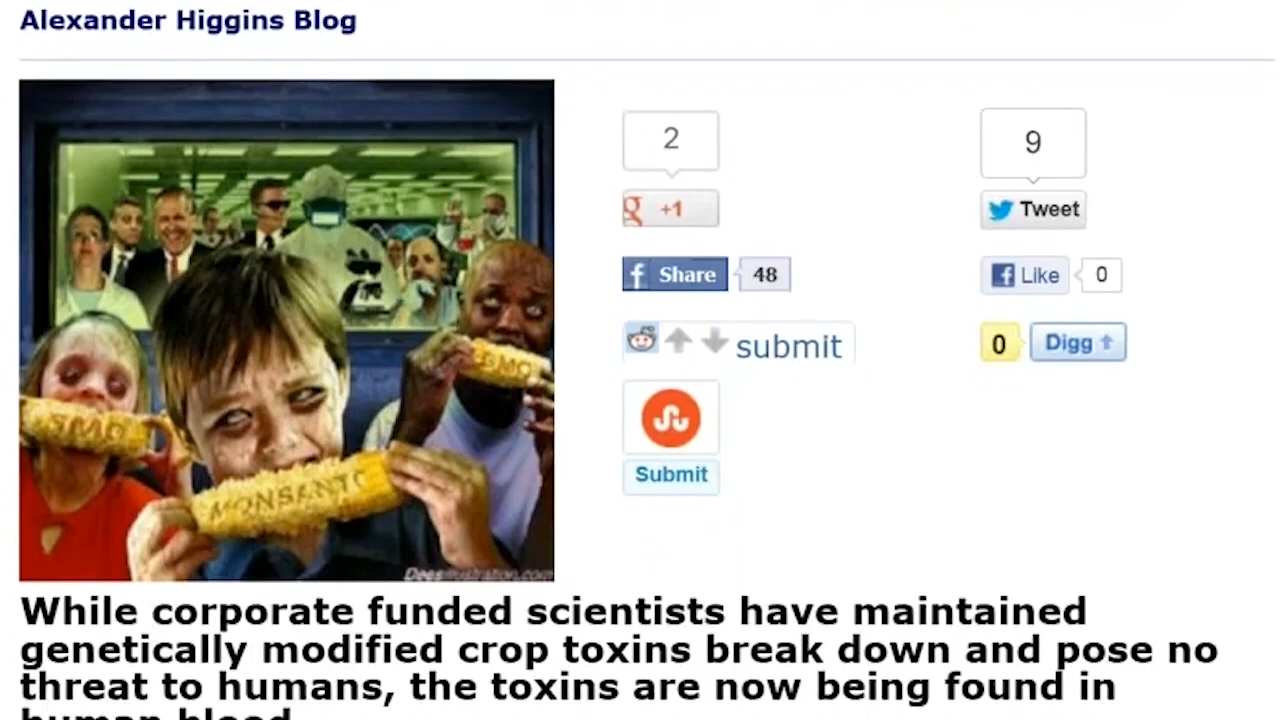 Alexander Higgins Blog
2
9
g +1
Tweet
f Share 48
f Like 0
submit
0 Digg
Submit
GMO
GMO
MONSANTO
While corporate funded scientists have maintained
genetically modified crop toxins break down and pose no
threat to humans, the toxins are now being found in
human blood